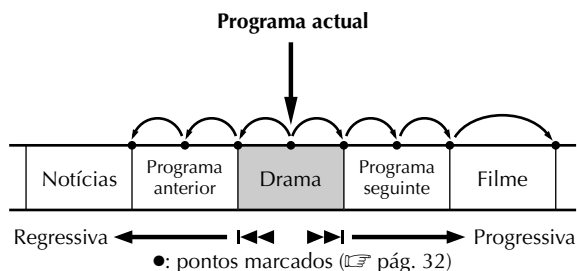 Programa actual
Notícias
Programa anterior
Drama
Programa seguinte
Filme
Regressiva
Progressiva
●: pontos marcados (☞ pág. 32)